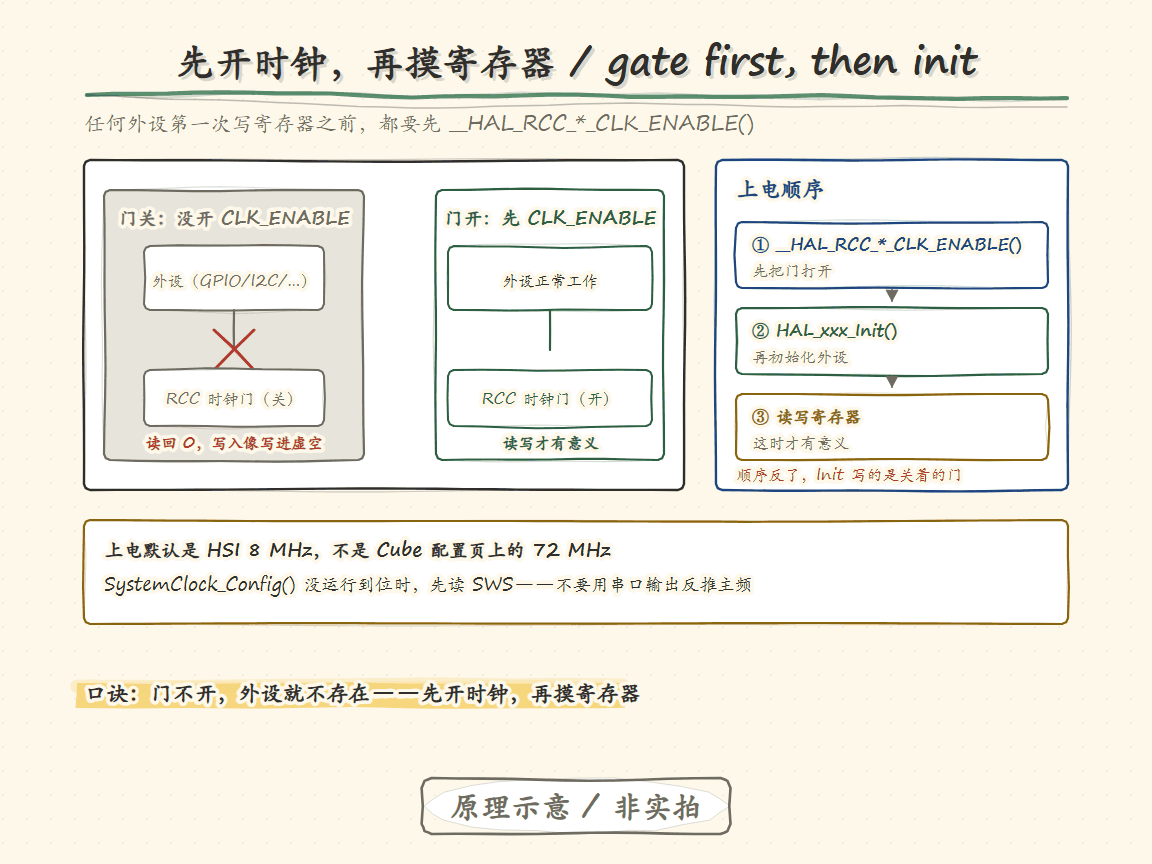 先开时钟，再摸寄存器 / gate first, then init
任何外设第一次写寄存器之前，都要先 __HAL_RCC_*_CLK_ENABLE()
门关：没开 CLK_ENABLE
外设（GPIO/I2C/...）
RCC 时钟门（关）
读回 0，写入像写进虚空
门开：先 CLK_ENABLE
外设正常工作
RCC 时钟门（开）
读写才有意义
上电顺序
① __HAL_RCC_*_CLK_ENABLE()
先把门打开
② HAL_xxx_Init()
再初始化外设
③ 读写寄存器
这时才有意义
顺序反了，Init 写的是关着的门
上电默认是 HSI 8 MHz，不是 Cube 配置页上的 72 MHz
SystemClock_Config() 没运行到位时，先读 SWS——不要用串口输出反推主频
口诀：门不开，外设就不存在——先开时钟，再摸寄存器
原理示意 / 非实拍